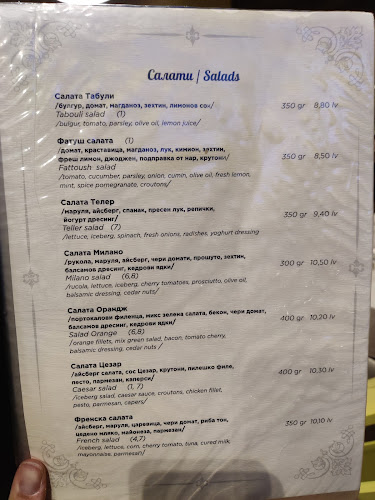 Салати / Salads
Салата Табули
/булгур, домат, магданоз, зехтин, лимонов сок/ 350 gr 8,80 lv
Tabouli salad (1)
/bulgur, tomato, parsley, olive oil, lemon juice/
Фатуш салата (1)
/домат, краставица, магданоз, лук, кимион, зехтин,
фреш лимон, джоджен, подправка от нар, крутони/ 350 gr 8,50 lv
Fattoush salad
/tomato, cucumber, parsley, onion, cumin, olive oil, fresh lemon,
mint, spice pomegranate, croutons/
Салата Телер
/маруля, айсберг, спанак, пресен лук, репички,
йогурт дресинг/ 350 gr 9,40 lv
Teller salad (7)
/lettuce, iceberg, spinach, fresh onions, radishes, yoghurt dressing
Салата Милано
/рукола, маруля, айсберг, чери домати, прошуто, зехтин,
балсамов дресинг, кедрови ядки/ 300 gr 10,50 lv
Milano salad (6,8)
/rucola, lettuce, iceberg, cherry tomatoes, prosciutto, olive oil,
balsamic dressing, cedar nuts/
Салата Орандж
/портокалови филенца, микс зелена салата, бекон, чери домат,
балсамов дресинг, кедрови ядки/ 400 gr 10,20 lv
Salad Orange (6,8)
/orange fillets, mix green salad, bacon, tomato cherry,
balsamic dressing, cedar nuts /
Салата Цезар
/айсберг салата, сос Цезар, крутони, пилешко филе,
песто, пармезан, каперси/ 400 gr 10,30 lv
Caesar salad (1, 7)
/iceborg salad, caesar sauce, croutons, chicken fillet,
pesto, parmesan, capers/
Френска салата
/айсберг, маруля, царевица, чери домат, риба тон,
цедено мляко, майонеза, пармезан/ 350 gr 10,10 lv
French salad (4,7)
/iceberg, lettuce, corn, cherry tomato, tuna, cured milk,
mayonnaise, parmesan/